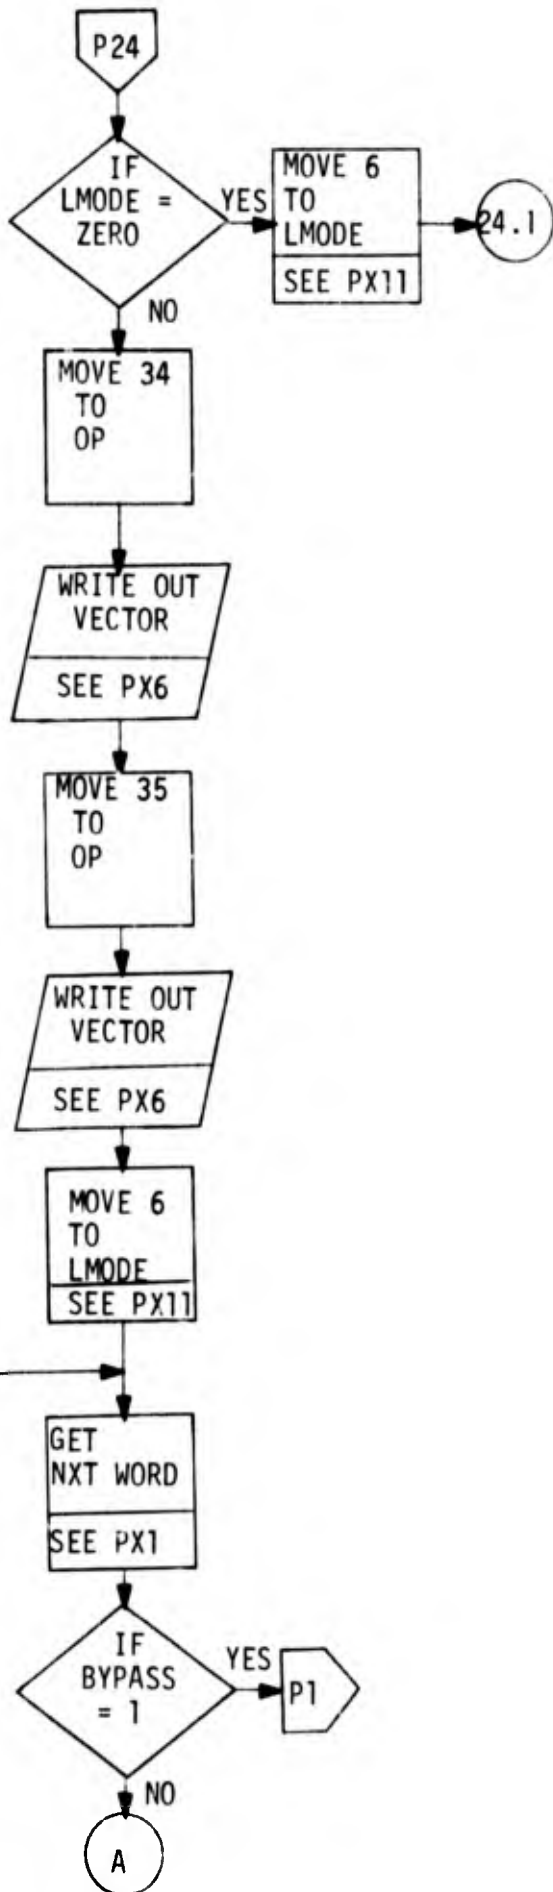 P24
IF
LMODE =
ZERO
YES
MOVE 6
TO
LMODE
SEE PX11
24.1
NO
MOVE 34
TO
OP
WRITE OUT
VECTOR
SEE PX6
MOVE 35
TO
OP
WRITE OUT
VECTOR
SEE PX6
MOVE 6
TO
LMODE
SEE PX11
GET
NXT WORD
SEE PX1
IF
BYPASS
= 1
YES
P1
NO
A